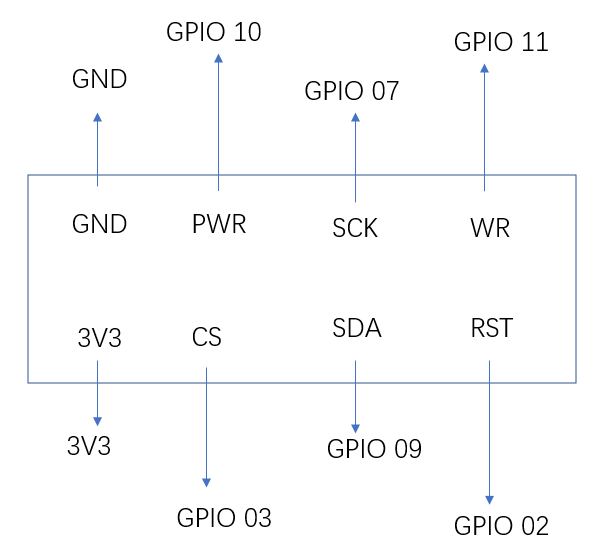 GPIO 10
GPIO 11
GND
GPIO 07
GND
PWR
SCK
WR
3V3
CS
SDA
RST
3V3
GPIO 09
GPIO 03
GPIO 02